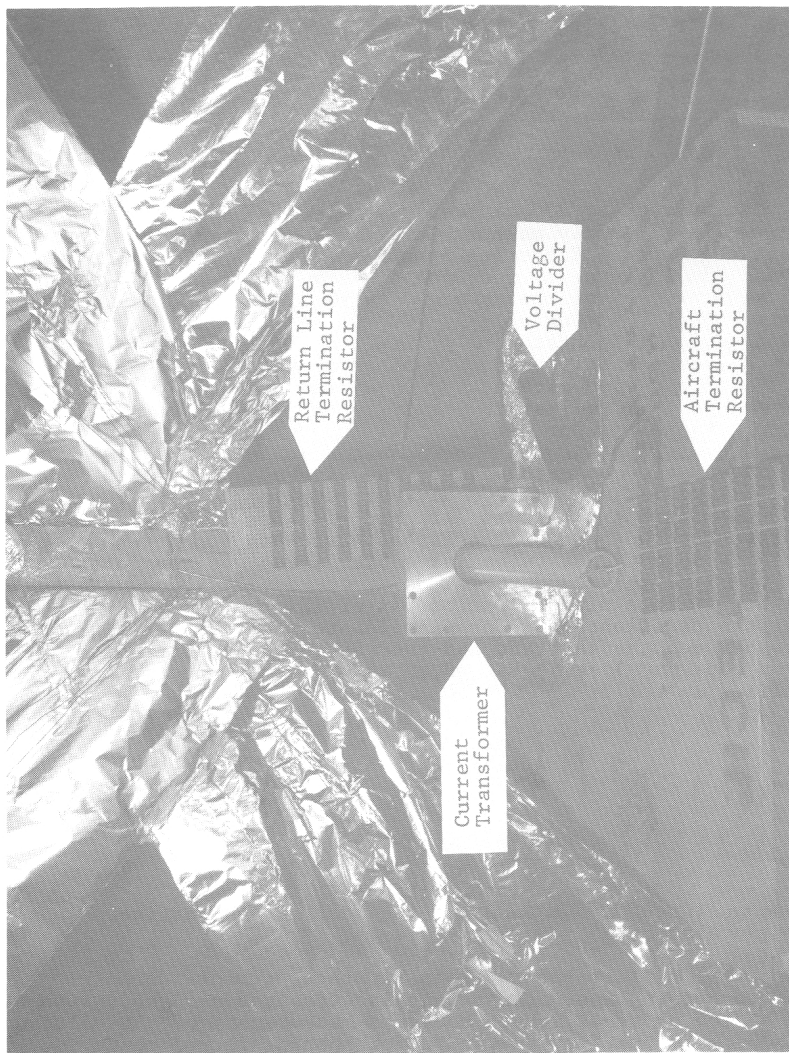 Return Line
Termination
Resistor
Voltage
Divider
Aircraft
Termination
Resistor
Current
Transformer